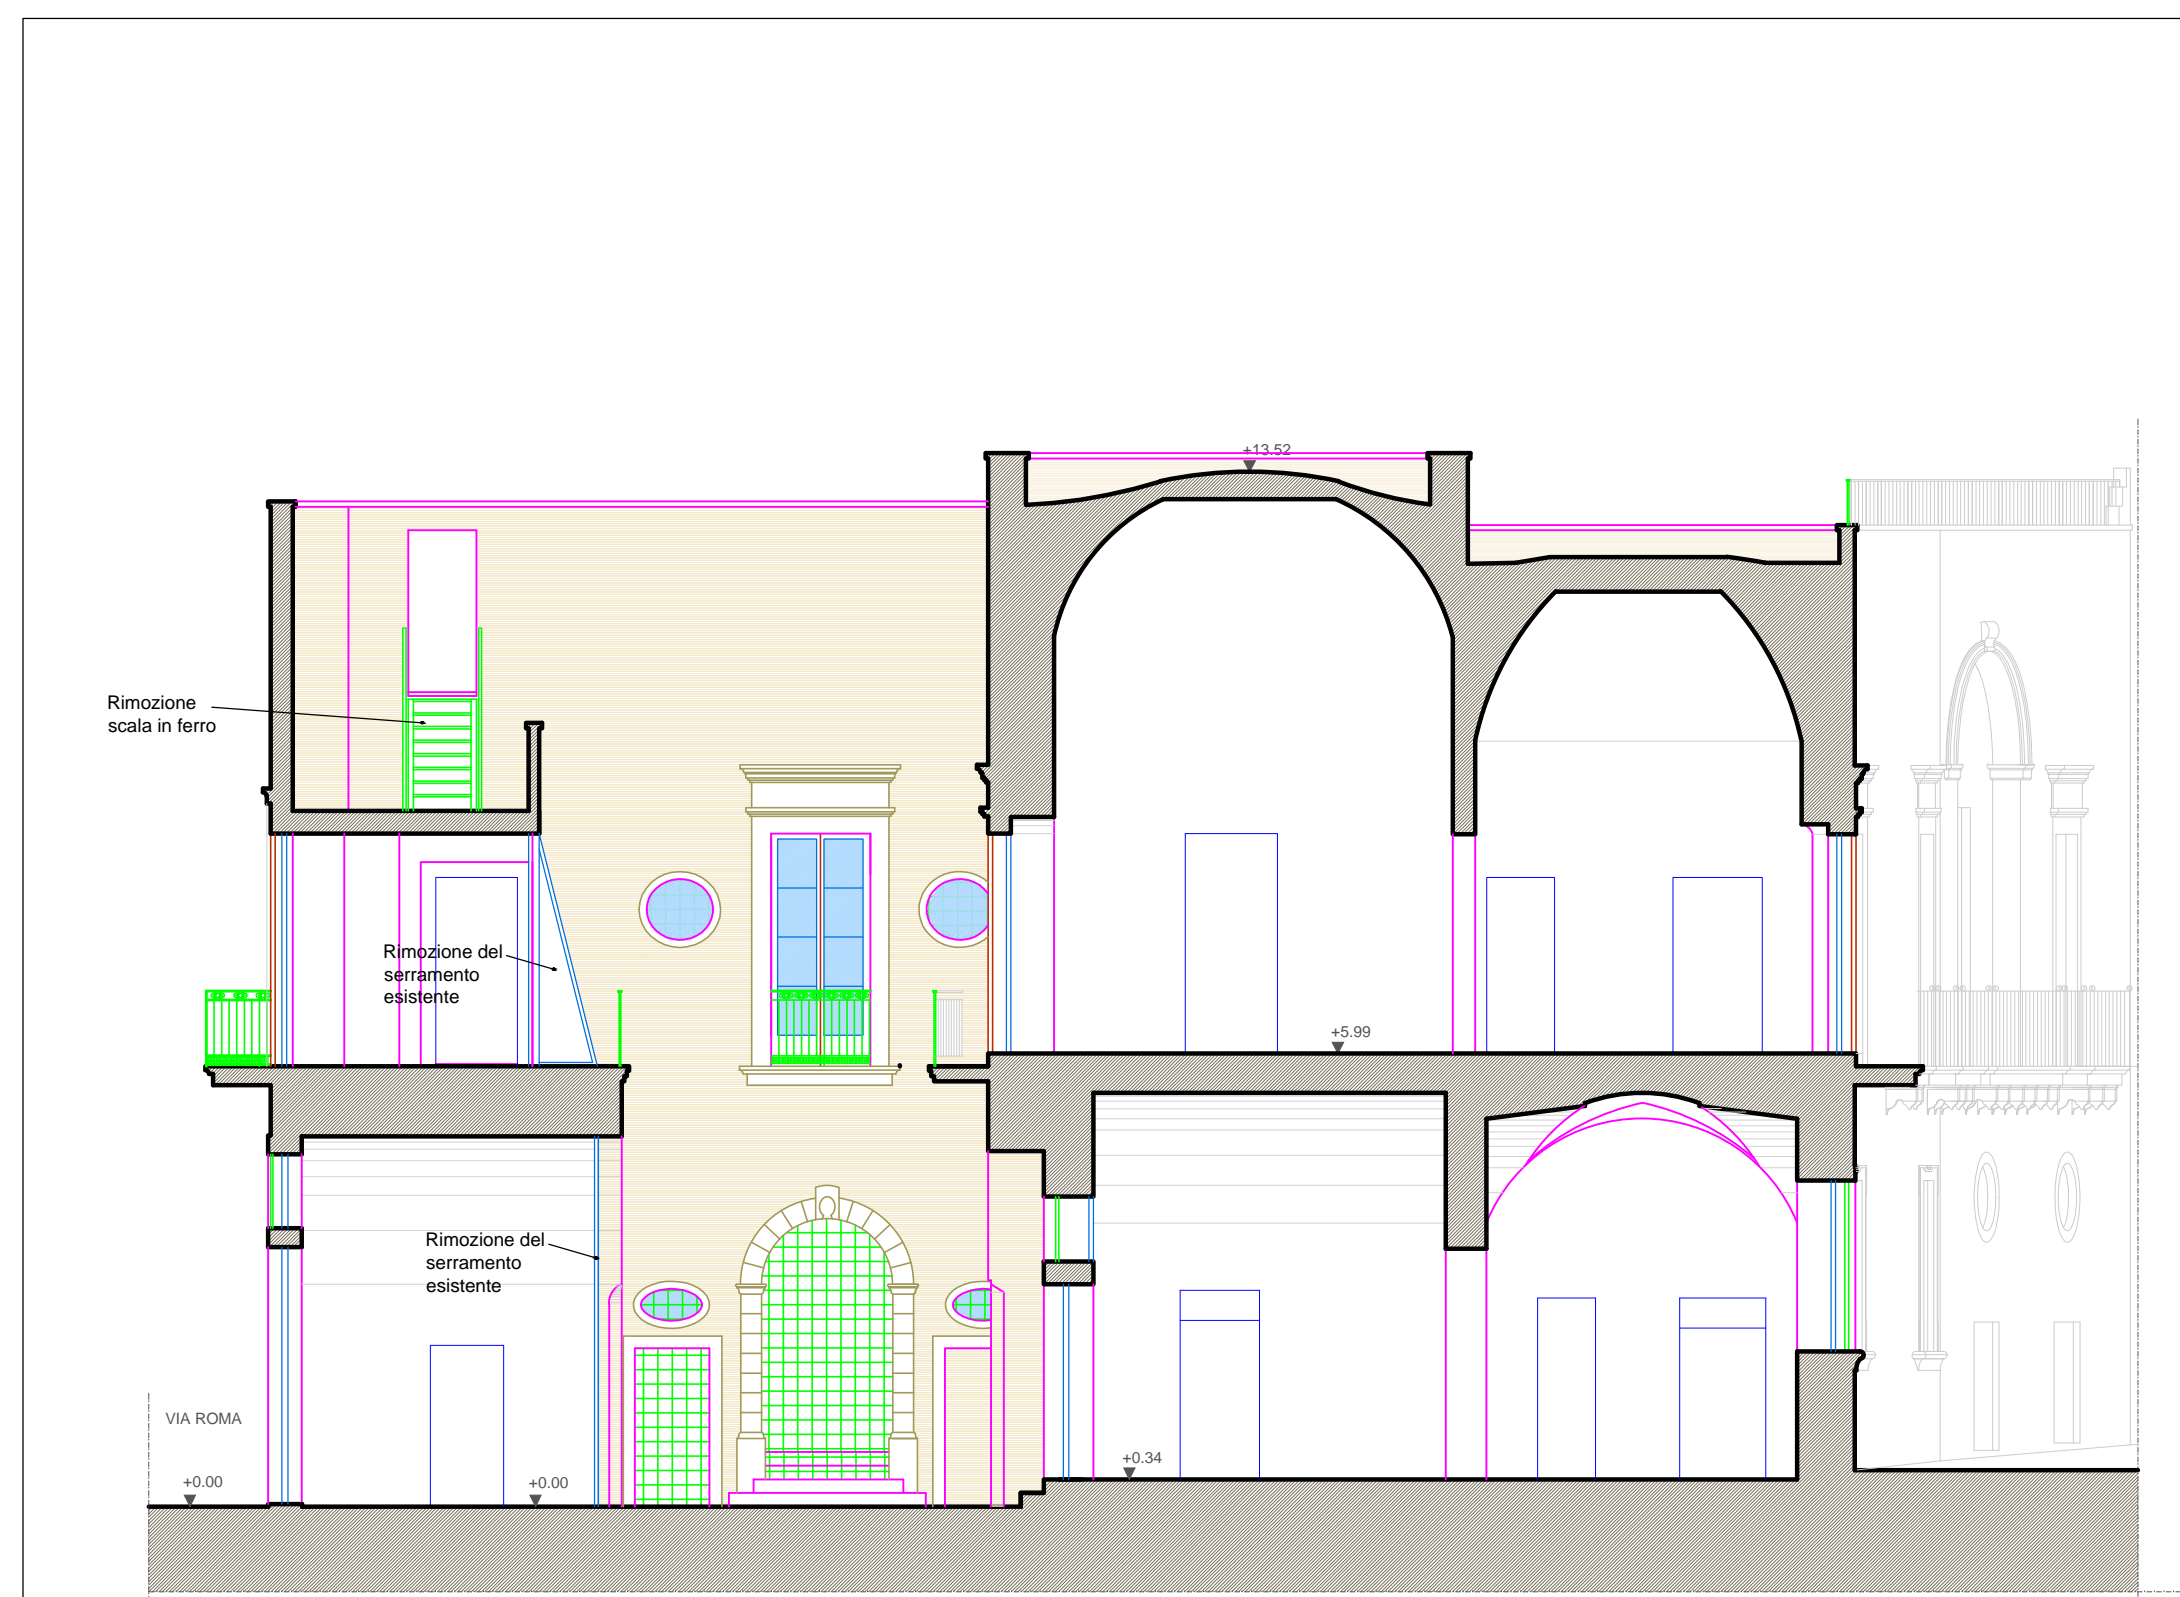 +13.52
Rimozione
scala in ferro
Rimozione del
serramento
esistente
+5.99
Rimozione del
serramento
esistente
VIA ROMA
+0.00
+0.00
+0.34